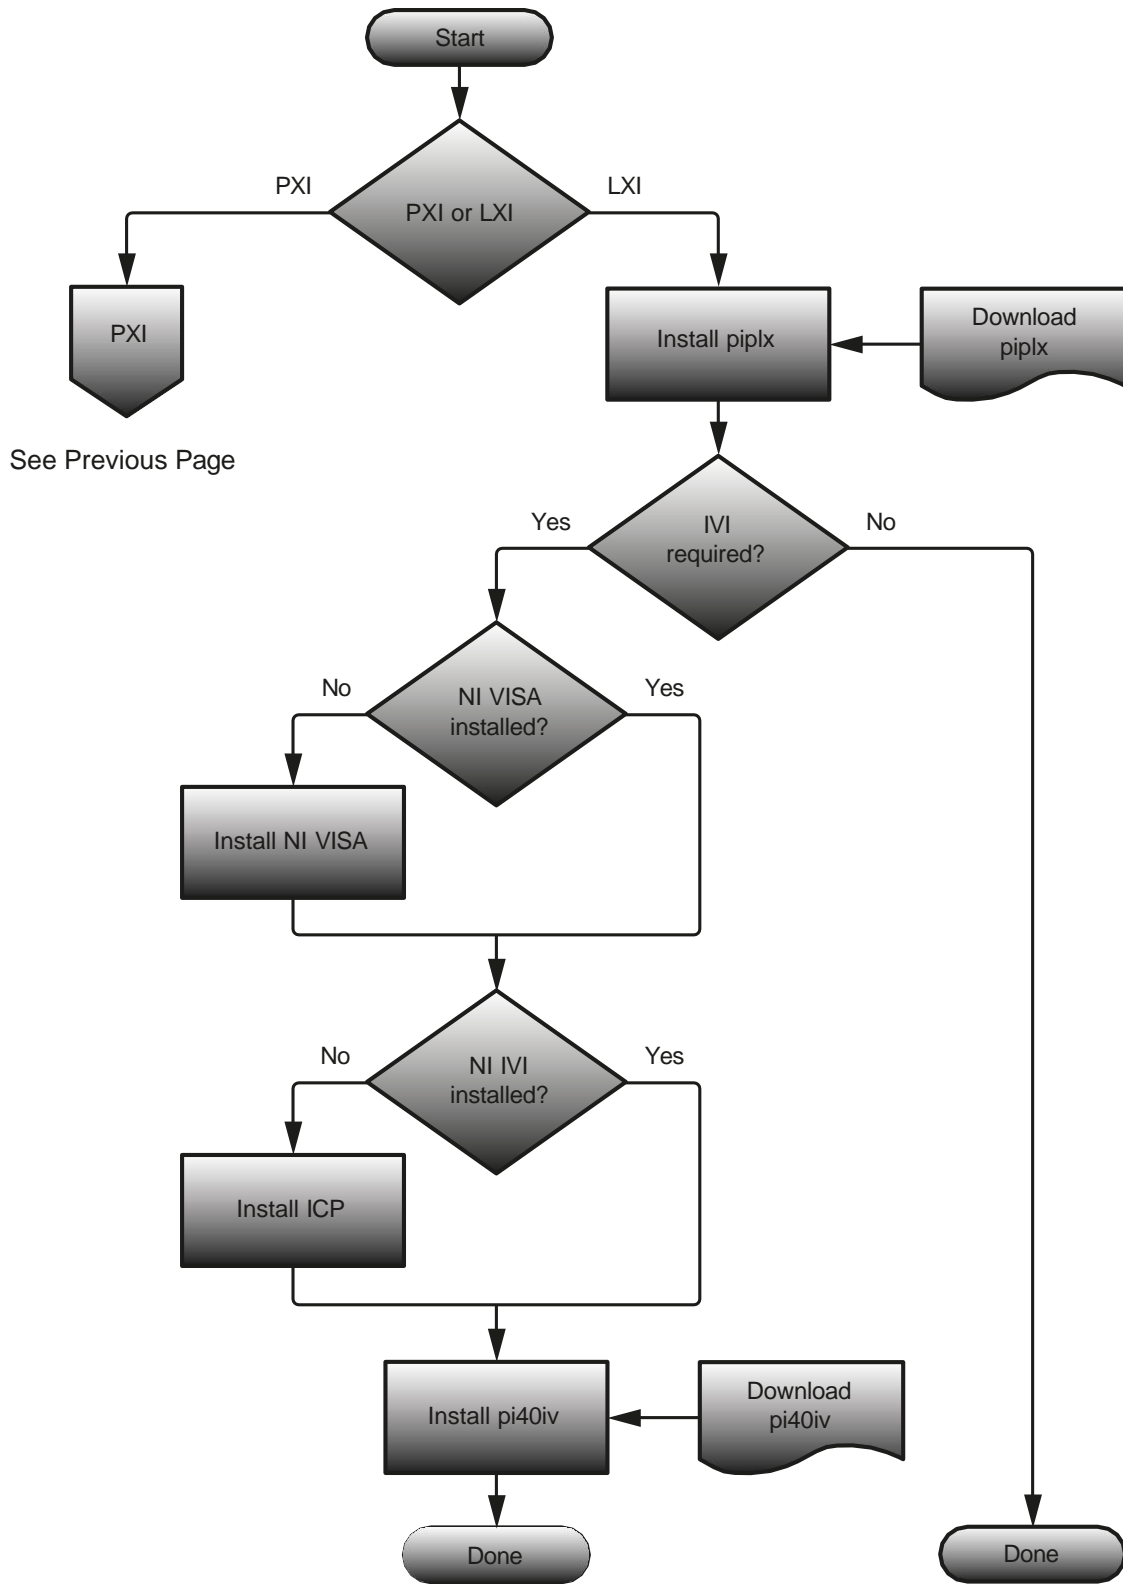 Start
PXI
LXI
PXI or LXI
PXI
Install piplx
Download
piplx
See Previous Page
Yes
IVI
required?
No
No
NI VISA
installed?
Yes
Install NI VISA
No
NI IVI
installed?
Yes
Install ICP
Install pi40iv
Download
pi40iv
Done
Done